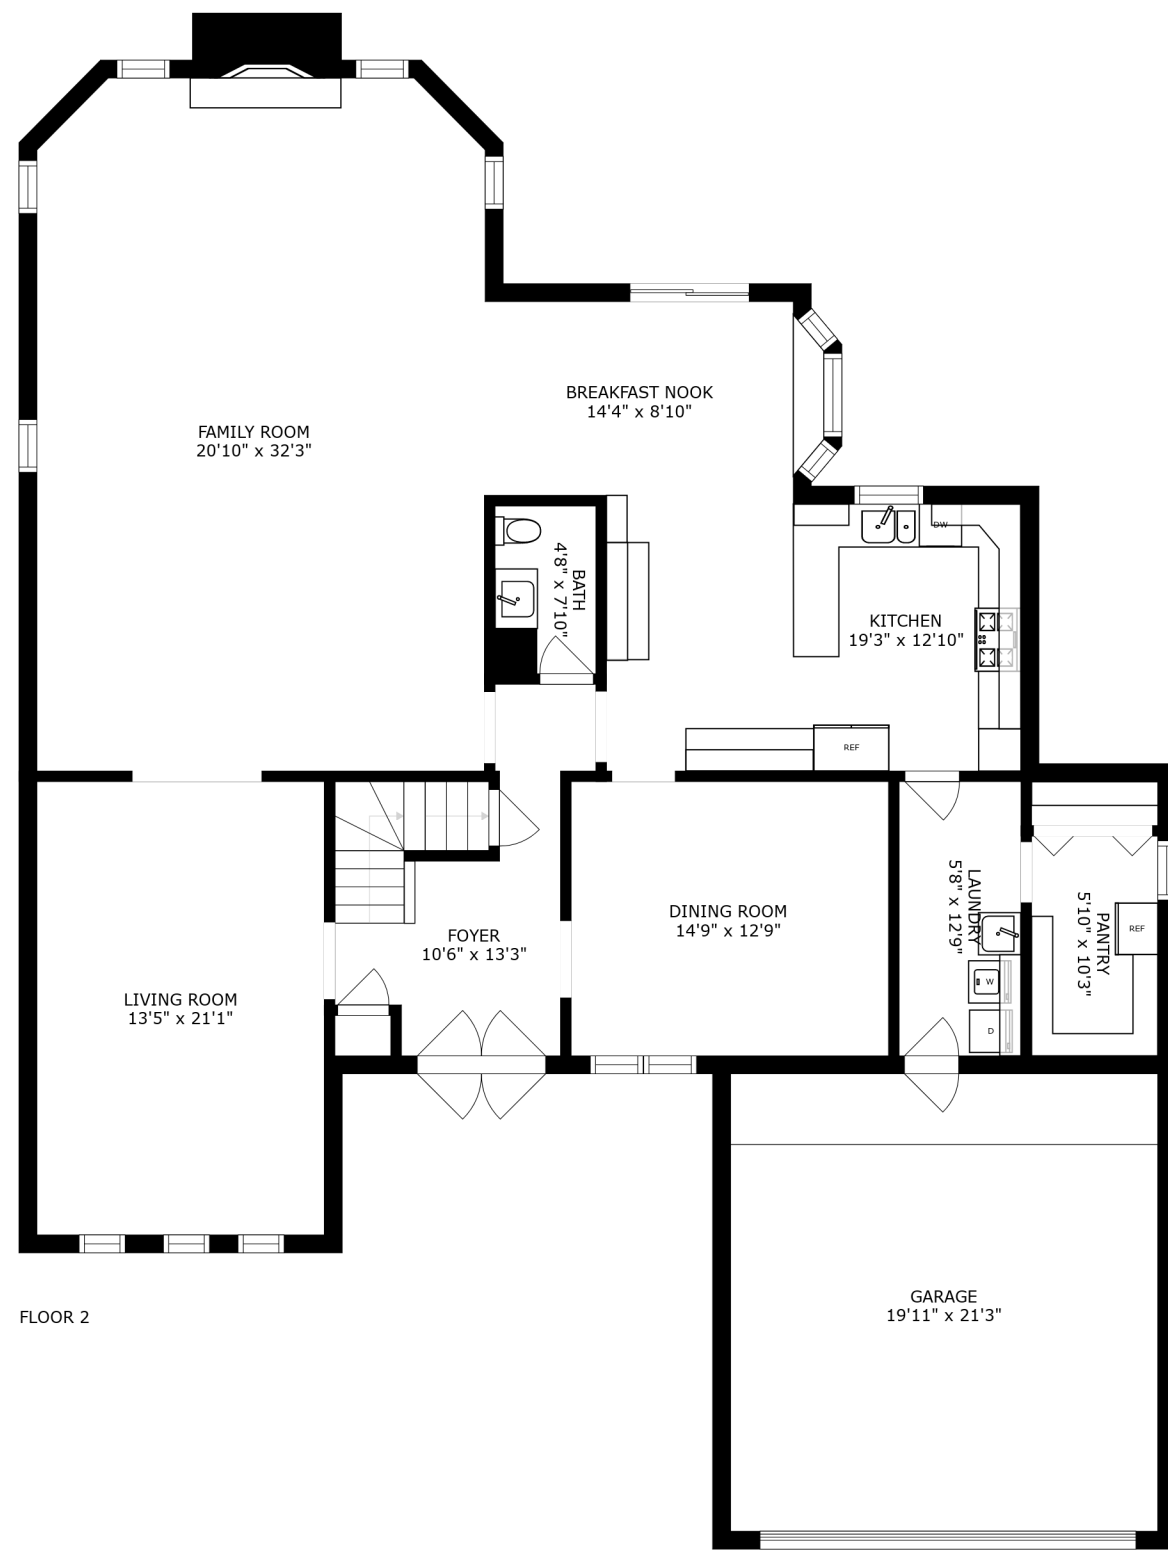 BREAKFAST NOOK
14'4" x 8'10"
FAMILY ROOM
20'10" x 32'3"
DW
BATH
4'8" x 7'10"
KITCHEN
19'3" x 12'10"
REF
LAUNDRY
5'8" x 12'9"
PANTRY
5'10" x 10'3"
REF
DINING ROOM
14'9" x 12'9"
FOYER
10'6" x 13'3"
W
LIVING ROOM
13'5" x 21'1"
D
GARAGE
19'11" x 21'3"
FLOOR 2